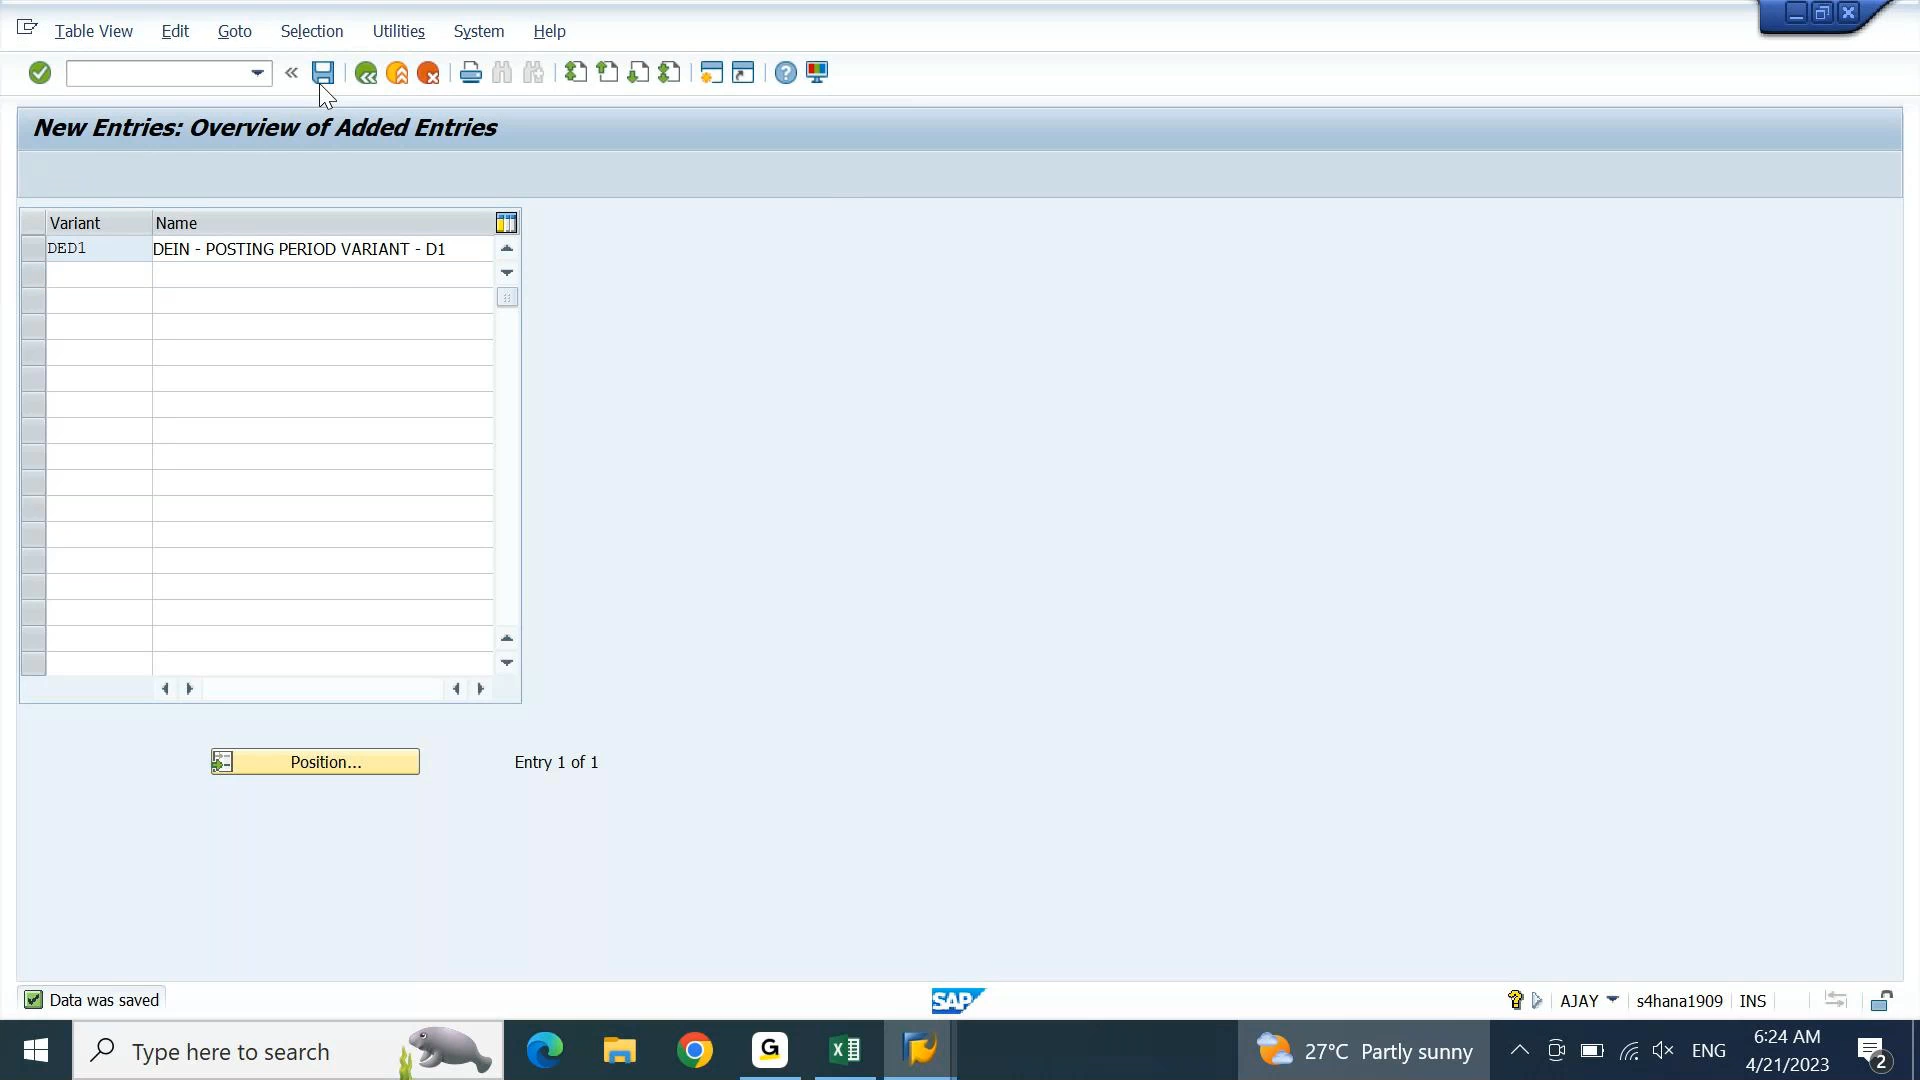 Table View Edit Goto Selection Utilities System Help
New Entries: Overview of Added Entries
Variant Name
DED1 DEIN - POSTING PERIOD VARIANT - D1
Position... Entry 1 of 1
Data was saved SAP AJAY s4hana1909 INS
Type here to search G 27°C Partly sunny ENG 6:24 AM
4/21/2023 2